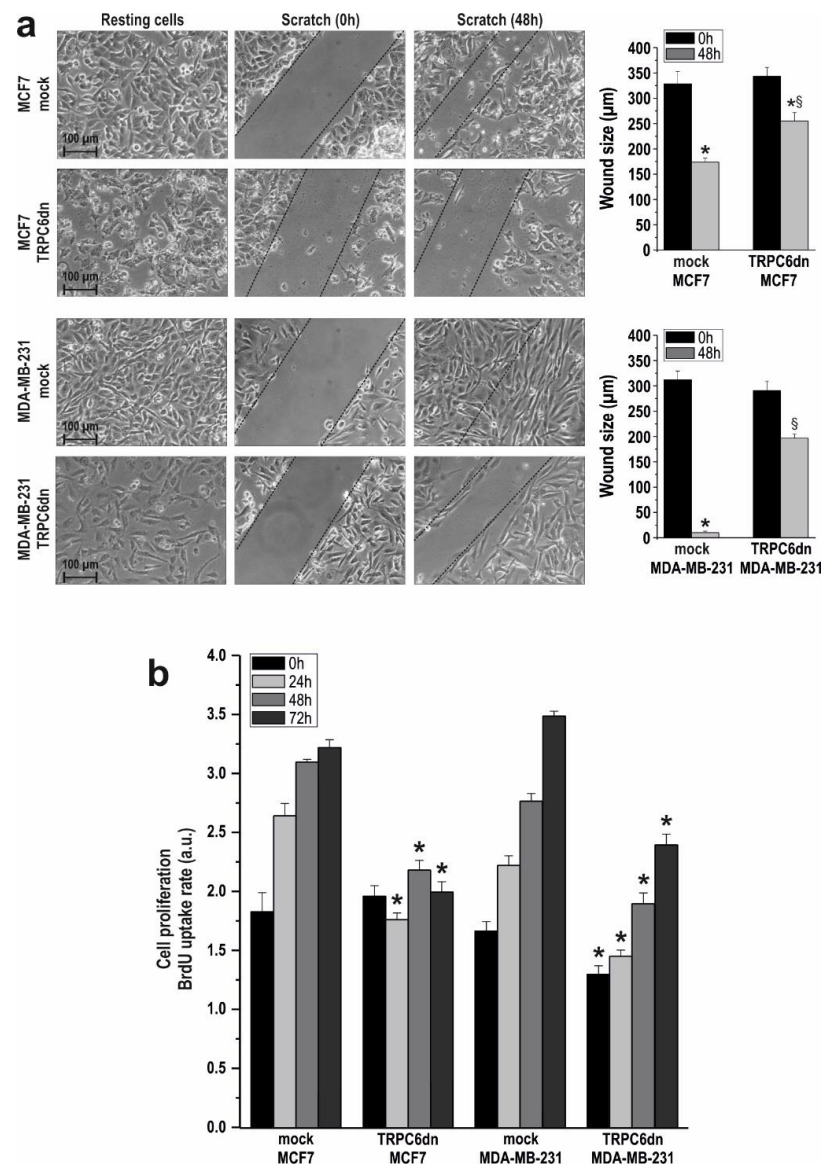 a
Resting cells
Scratch (0h)
Scratch (48h)
MCF7
mock
100 µm
MCF7
TRPC6dn
100 µm
MDA-MB-231
mock
100 µm
MDA-MB-231
TRPC6dn
100 µm
0h
48h
Wound size (µm)
400
350
300
250
200
150
100
50
0
*
*§
mock
MCF7
TRPC6dn
MCF7
0h
48h
Wound size (µm)
400
350
300
250
200
150
100
50
0
*
§
mock
MDA-MB-231
TRPC6dn
MDA-MB-231
b
0h
24h
48h
72h
Cell proliferation
BrdU uptake rate (a.u.)
4.0
3.5
3.0
2.5
2.0
1.5
1.0
0.5
0.0
* * *
* * * *
mock
MCF7
TRPC6dn
MCF7
mock
MDA-MB-231
TRPC6dn
MDA-MB-231